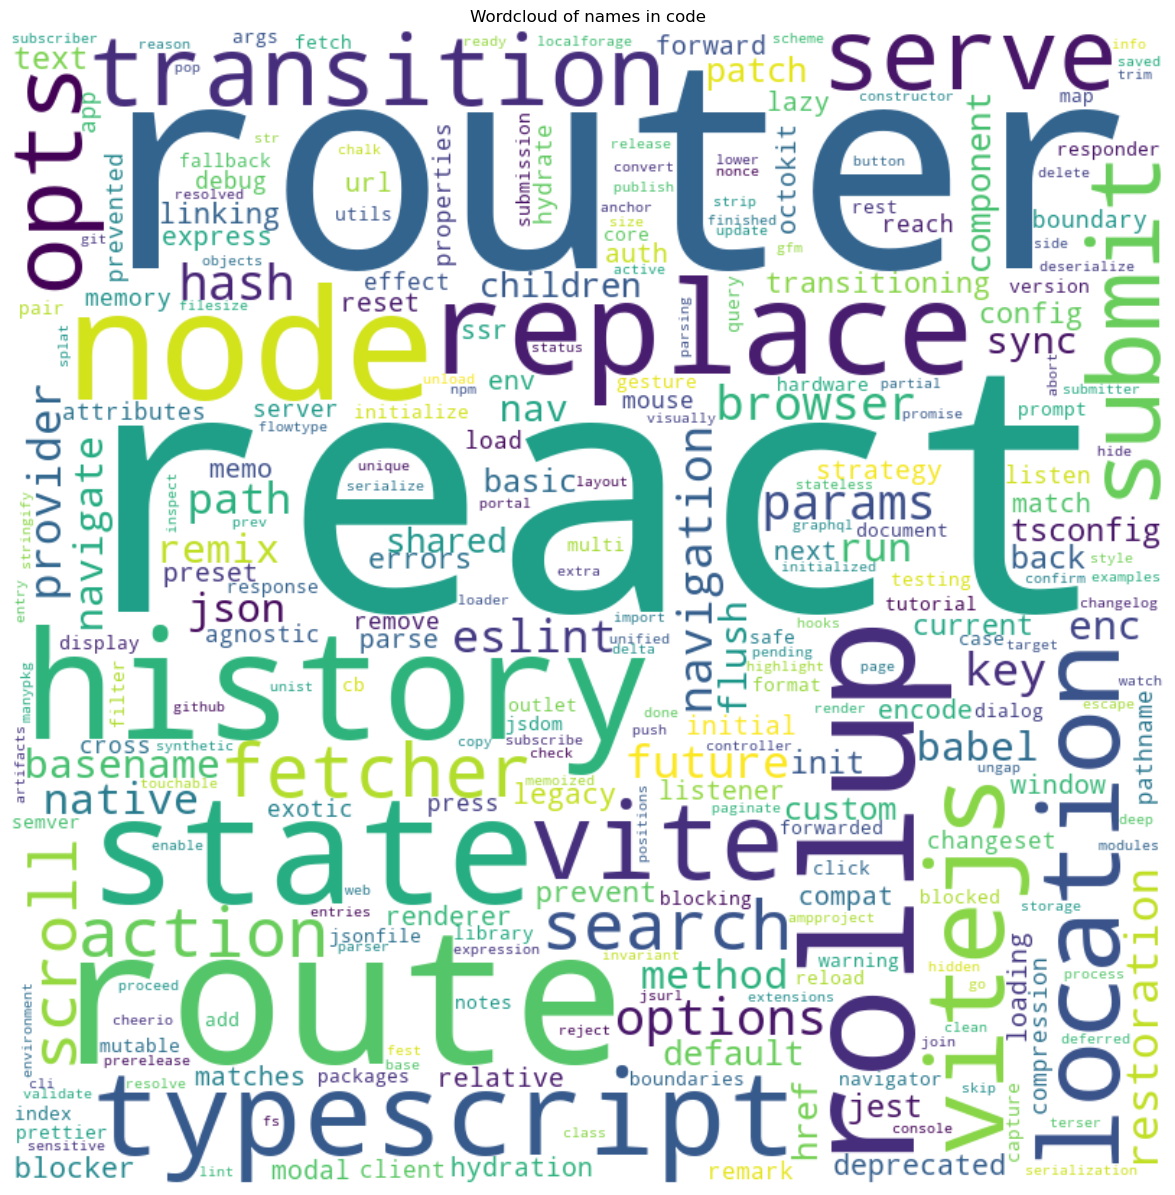 Wordcloud of names in code
subscriber
reason
args
fetch
ready
localforage
forward
scheme
serve
info
text
transition
pop
patch
saved
trim
opts
app
router
lazy
constructor
map
str
chalk
release
component
responder
prevented
fallback
debug
resolved
url
properties
submission
hydrate
convert
lower
nonce
octokit
button
delete
submit
linking
utils
publish
strip
rest
boundary
git
express
anchor
size
finished
update
reach
side
objects
core
auth
active
gfm
deserialize
hash
effect
children
transitioning
version
memory
filesize
reset
replace
query
config
pair
splat
node
ssr
status
parsing
sync
unload
npm
env
gesture
hardware
partial
abort
submitter
provider
attributes
server
flowtype
initialize
nav
mouse
visually
browser
promise
prompt
react
load
hide
navigate
memo
unique
serialize
basic
layout
navigation
strategy
stateless
listen
stringify
inspect
path
prev
portal
params
graphql
document
match
shared
errors
multi
next
run
tsconfig
remix
initialized
back
style
entry
preset
response
extra
testing
confirm
examples
json
loader
import
flush
hooks
tutorial
changelog
display
agnostic
remove
parse
eslint
unified
delta
safe
pending
current
case
target
enc
history
manypkg
filter
unist
cb
github
outlet
highlight
format
page
rollup
key
location
watch
render
encode
dialog
escape
jsdom
done
push
initial
cross
synthetic
copy
subscribe
check
controller
babel
pathname
artifacts
basename
touchable
fetcher
memoized
future
init
ungap
native
exotic
press
legacy
listener
paginate
custom
window
semver
state
vite
positions
forwarded
changeset
deep
enable
vitejs
modules
scroll
web
prevent
blocking
click
compat
blocked
storage
restoration
action
entries
renderer
library
search
ampproject
jsonfile
parser
expression
invariant
warning
hidden
process
route
proceed
method
reload
go
loading
compression
environment
cheerio
add
notes
jsurl
extensions
clean
deferred
mutable
prerelease
reject
options
join
fest
base
default
cli
validate
resolve
matches
packages
relative
boundaries
navigator
skip
capture
index
typescript
href
jest
terser
prettier
fs
class
console
sensitive
blocker
lint
modal
client
hydration
remark
deprecated
serialization